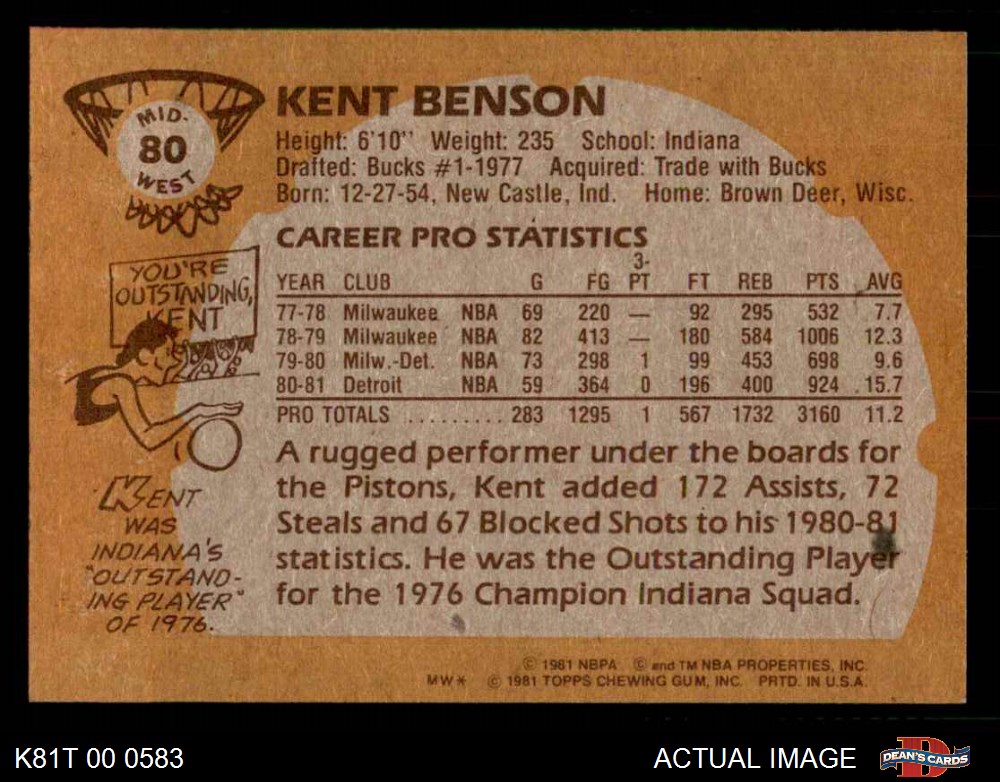 MID-
80
WEST
KENT BENSON
Height: 6'10'' Weight: 235 School: Indiana
Drafted: Bucks #1-1977 Acquired: Trade with Bucks
Born: 12-27-54, New Castle, Ind. Home: Brown Deer, Wisc.
CAREER PRO STATISTICS
YEAR CLUB G FG 3-PT FT REB PTS AVG
77-78 Milwaukee NBA 69 220 — 92 295 532 7.7
78-79 Milwaukee NBA 82 413 — 180 584 1006 12.3
79-80 Milw.-Det. NBA 73 298 1 99 453 698 9.6
80-81 Detroit NBA 59 364 0 196 400 924 15.7
PRO TOTALS ......... 283 1295 1 567 1732 3160 11.2
YOU'RE
OUTSTANDING,
KENT
A rugged performer under the boards for
the Pistons, Kent added 172 Assists, 72
Steals and 67 Blocked Shots to his 1980-81
statistics. He was the Outstanding Player
for the 1976 Champion Indiana Squad.
KENT
WAS
INDIANA'S
"OUTSTAND-
ING PLAYER"
OF 1976.
© 1981 NBPA © and TM NBA PROPERTIES, INC.
MW* © 1981 TOPPS CHEWING GUM, INC. PRTD. IN U.S.A.
K81T 00 0583
ACTUAL IMAGE
D
DEAN'S CARDS